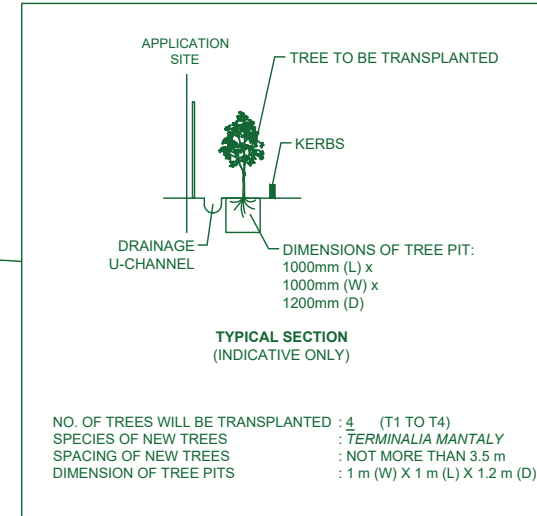 APPLICATION
SITE
TREE TO BE TRANSPLANTED
KERBS
DRAINAGE
U-CHANNEL
DIMENSIONS OF TREE PIT:
1000mm (L) x
1000mm (W) x
1200mm (D)
TYPICAL SECTION
(INDICATIVE ONLY)
NO. OF TREES WILL BE TRANSPLANTED : 4 (T1 TO T4)
SPECIES OF NEW TREES : TERMINALIA MANTALY
SPACING OF NEW TREES : NOT MORE THAN 3.5 m
DIMENSION OF TREE PITS : 1 m (W) X 1 m (L) X 1.2 m (D)